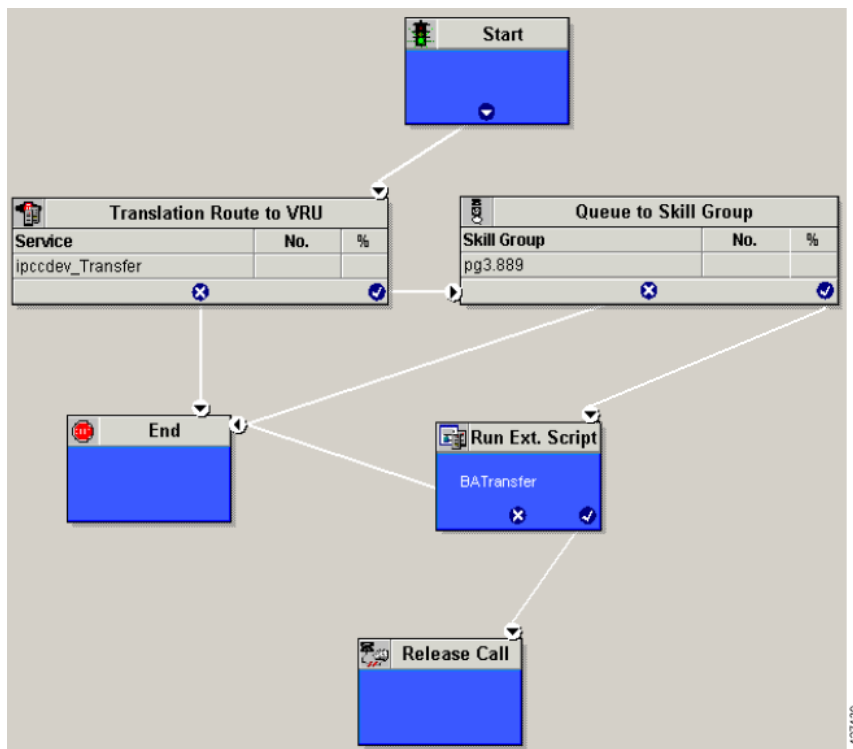 Start
Translation Route to VRU
Service No. %
ipccdev_Transfer
Queue to Skill Group
Skill Group No. %
pg3.889
End
Run Ext. Script
BATransfer
Release Call